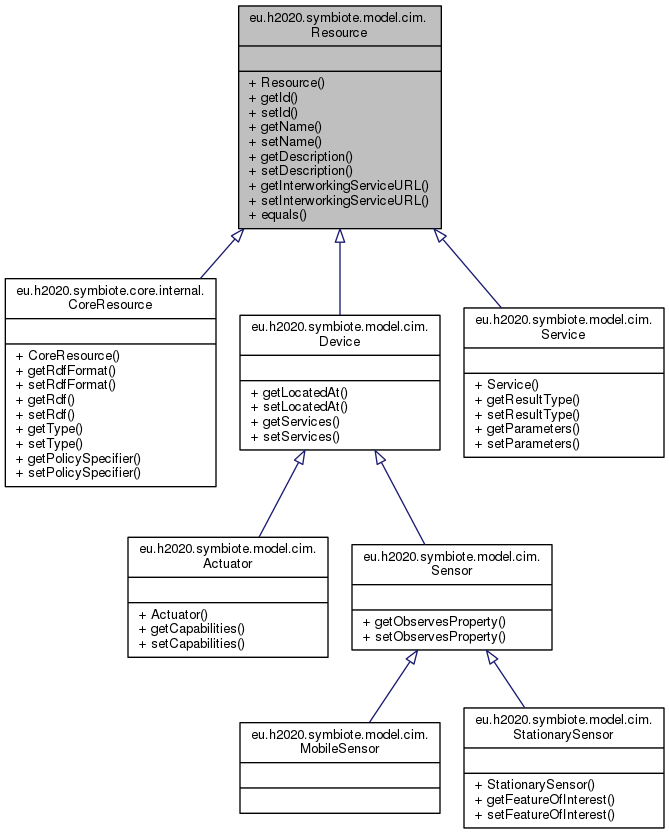 eu.h2020.symbiote.model.cim.
Resource
+ Resource()
+ getId()
+ setId()
+ getName()
+ setName()
+ getDescription()
+ setDescription()
+ getInterworkingServiceURL()
+ setInterworkingServiceURL()
+ equals()
eu.h2020.symbiote.core.internal.
CoreResource
+ CoreResource()
+ getRdfFormat()
+ setRdfFormat()
+ getRdf()
+ setRdf()
+ getType()
+ setType()
+ getPolicySpecifier()
+ setPolicySpecifier()
eu.h2020.symbiote.model.cim.
Device
+ getLocatedAt()
+ setLocatedAt()
+ getServices()
+ setServices()
eu.h2020.symbiote.model.cim.
Service
+ Service()
+ getResultType()
+ setResultType()
+ getParameters()
+ setParameters()
eu.h2020.symbiote.model.cim.
Actuator
+ Actuator()
+ getCapabilities()
+ setCapabilities()
eu.h2020.symbiote.model.cim.
Sensor
+ getObservesProperty()
+ setObservesProperty()
eu.h2020.symbiote.model.cim.
MobileSensor
eu.h2020.symbiote.model.cim.
StationarySensor
+ StationarySensor()
+ getFeatureOfInterest()
+ setFeatureOfInterest()